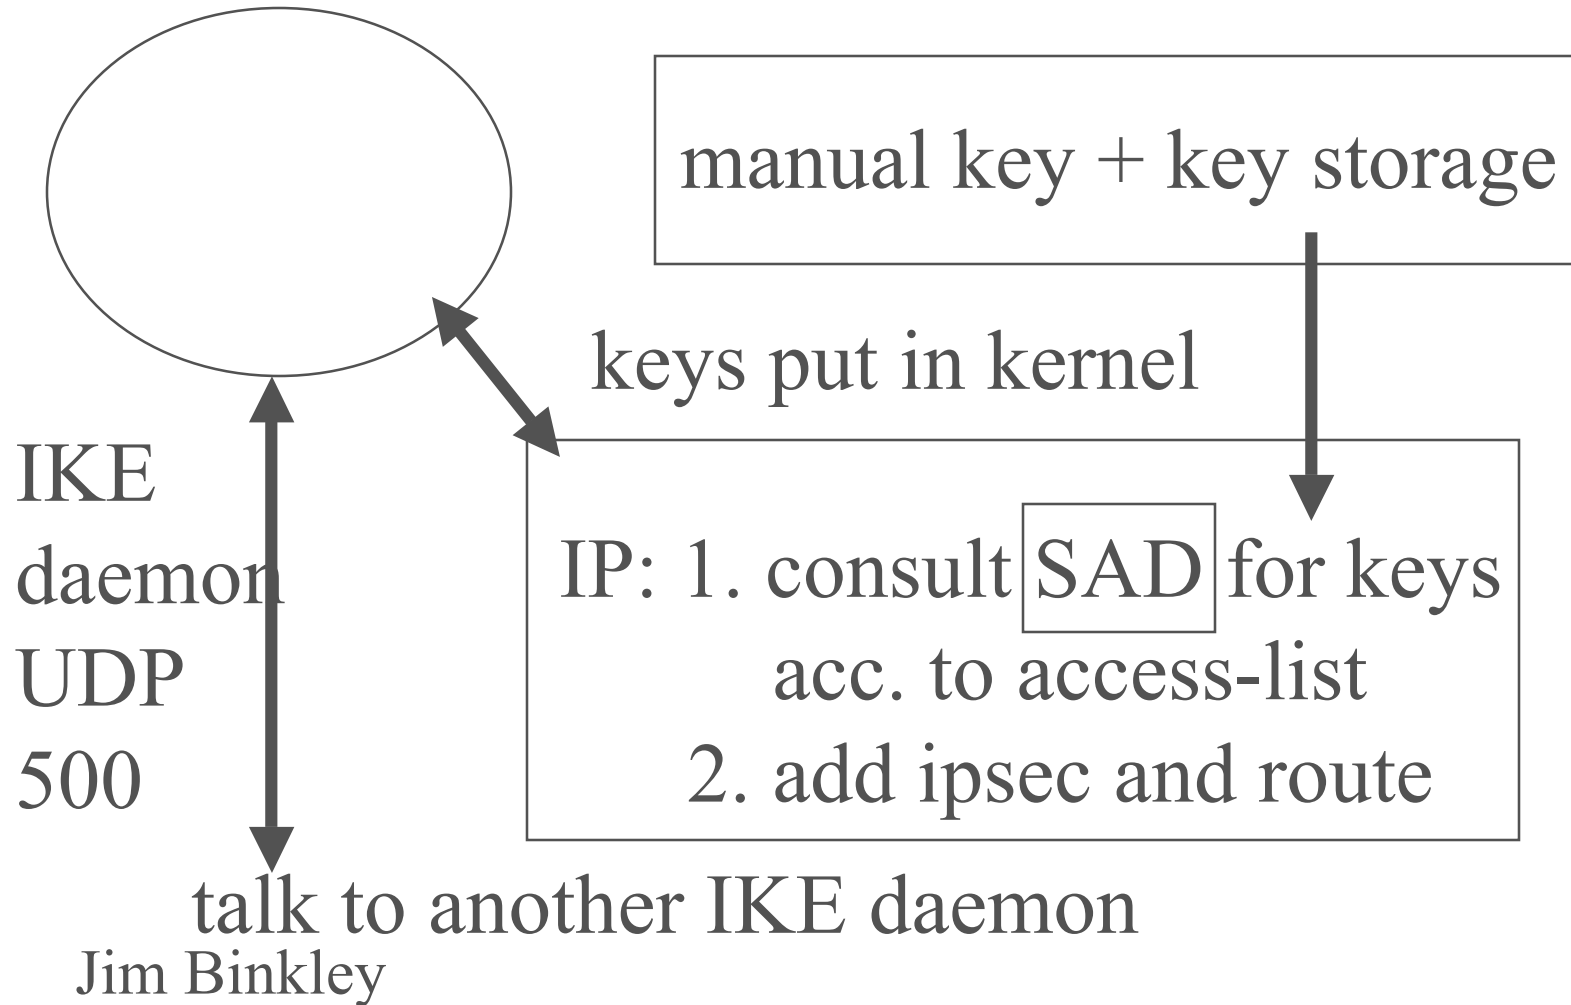 manual key + key storage
keys put in kernel
IKE
daemon
UDP
500
IP: 1. consult SAD for keys
acc. to access-list
2. add ipsec and route
talk to another IKE daemon
Jim Binkley